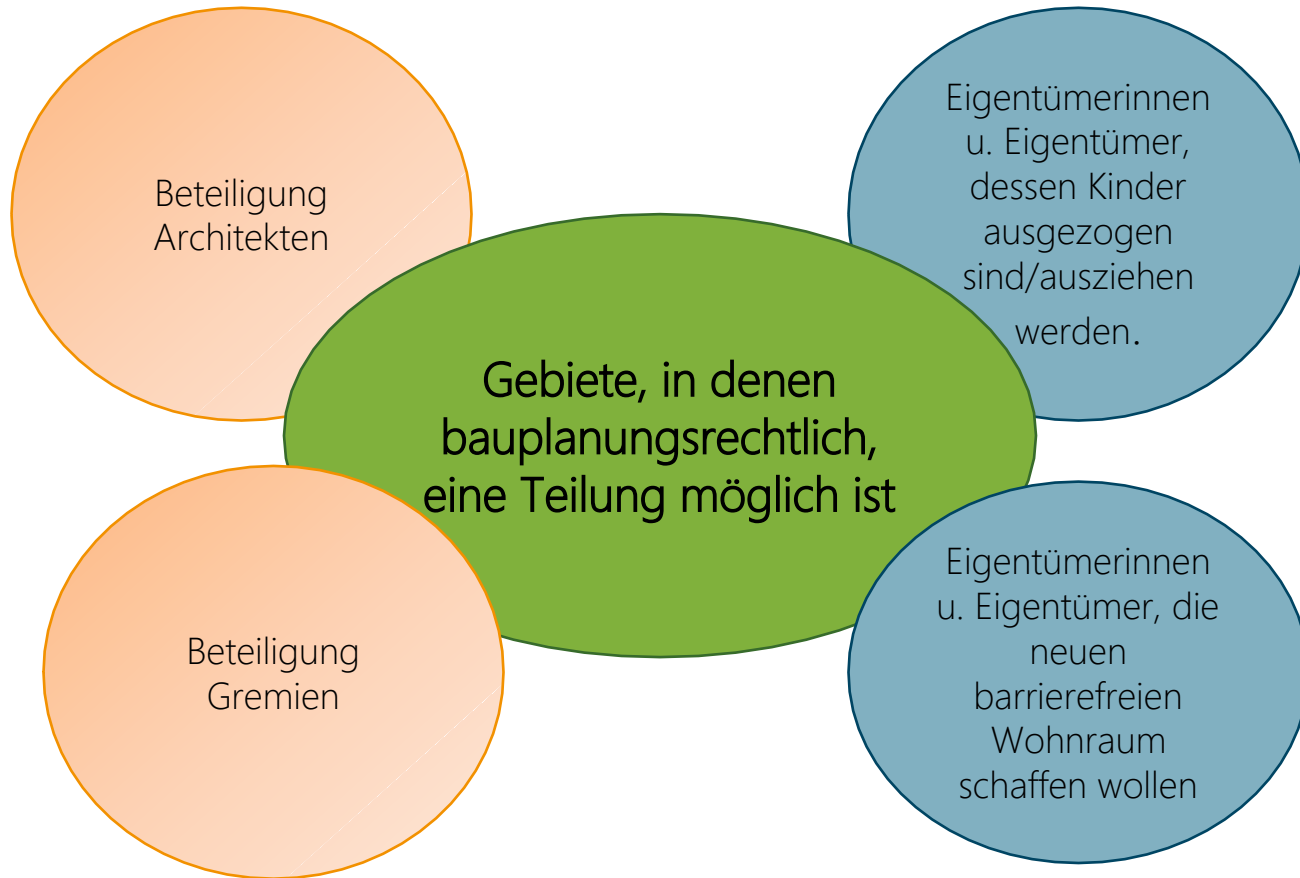 Beteiligung
Architekten
Eigentümerinnen
u. Eigentümer,
dessen Kinder
ausgezogen
sind/ausziehen
werden.
Gebiete, in denen
bauplanungsrechtlich,
eine Teilung möglich ist
Beteiligung
Gremien
Eigentümerinnen
u. Eigentümer, die
neuen
barrierefreien
Wohnraum
schaffen wollen